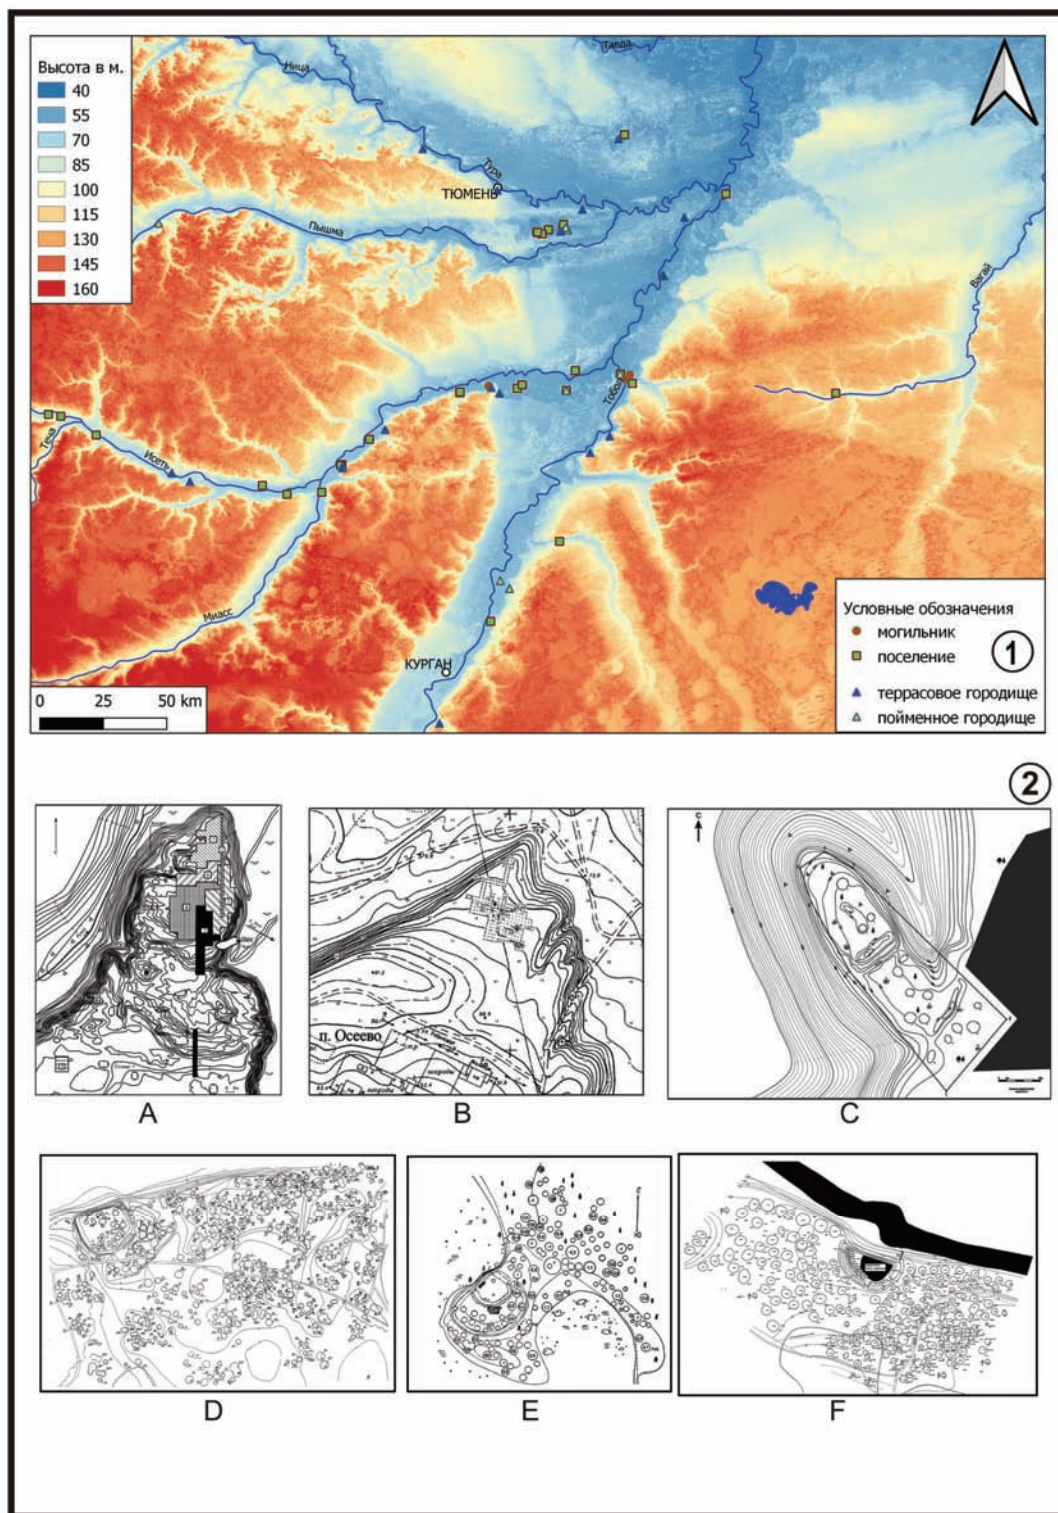 Высота в м.
40
55
70
85
100
115
130
145
160
Тавда
Ница
Тура
ТЮМЕНЬ
Пышма
Вагай
Тобол
Теча
Исеть
Миасс
КУРГАН
0 25 50 km
Условные обозначения
могильник
поселение
террасовое городище
пойменное городище
1
2
п. Осеево
A
B
C
D
E
F